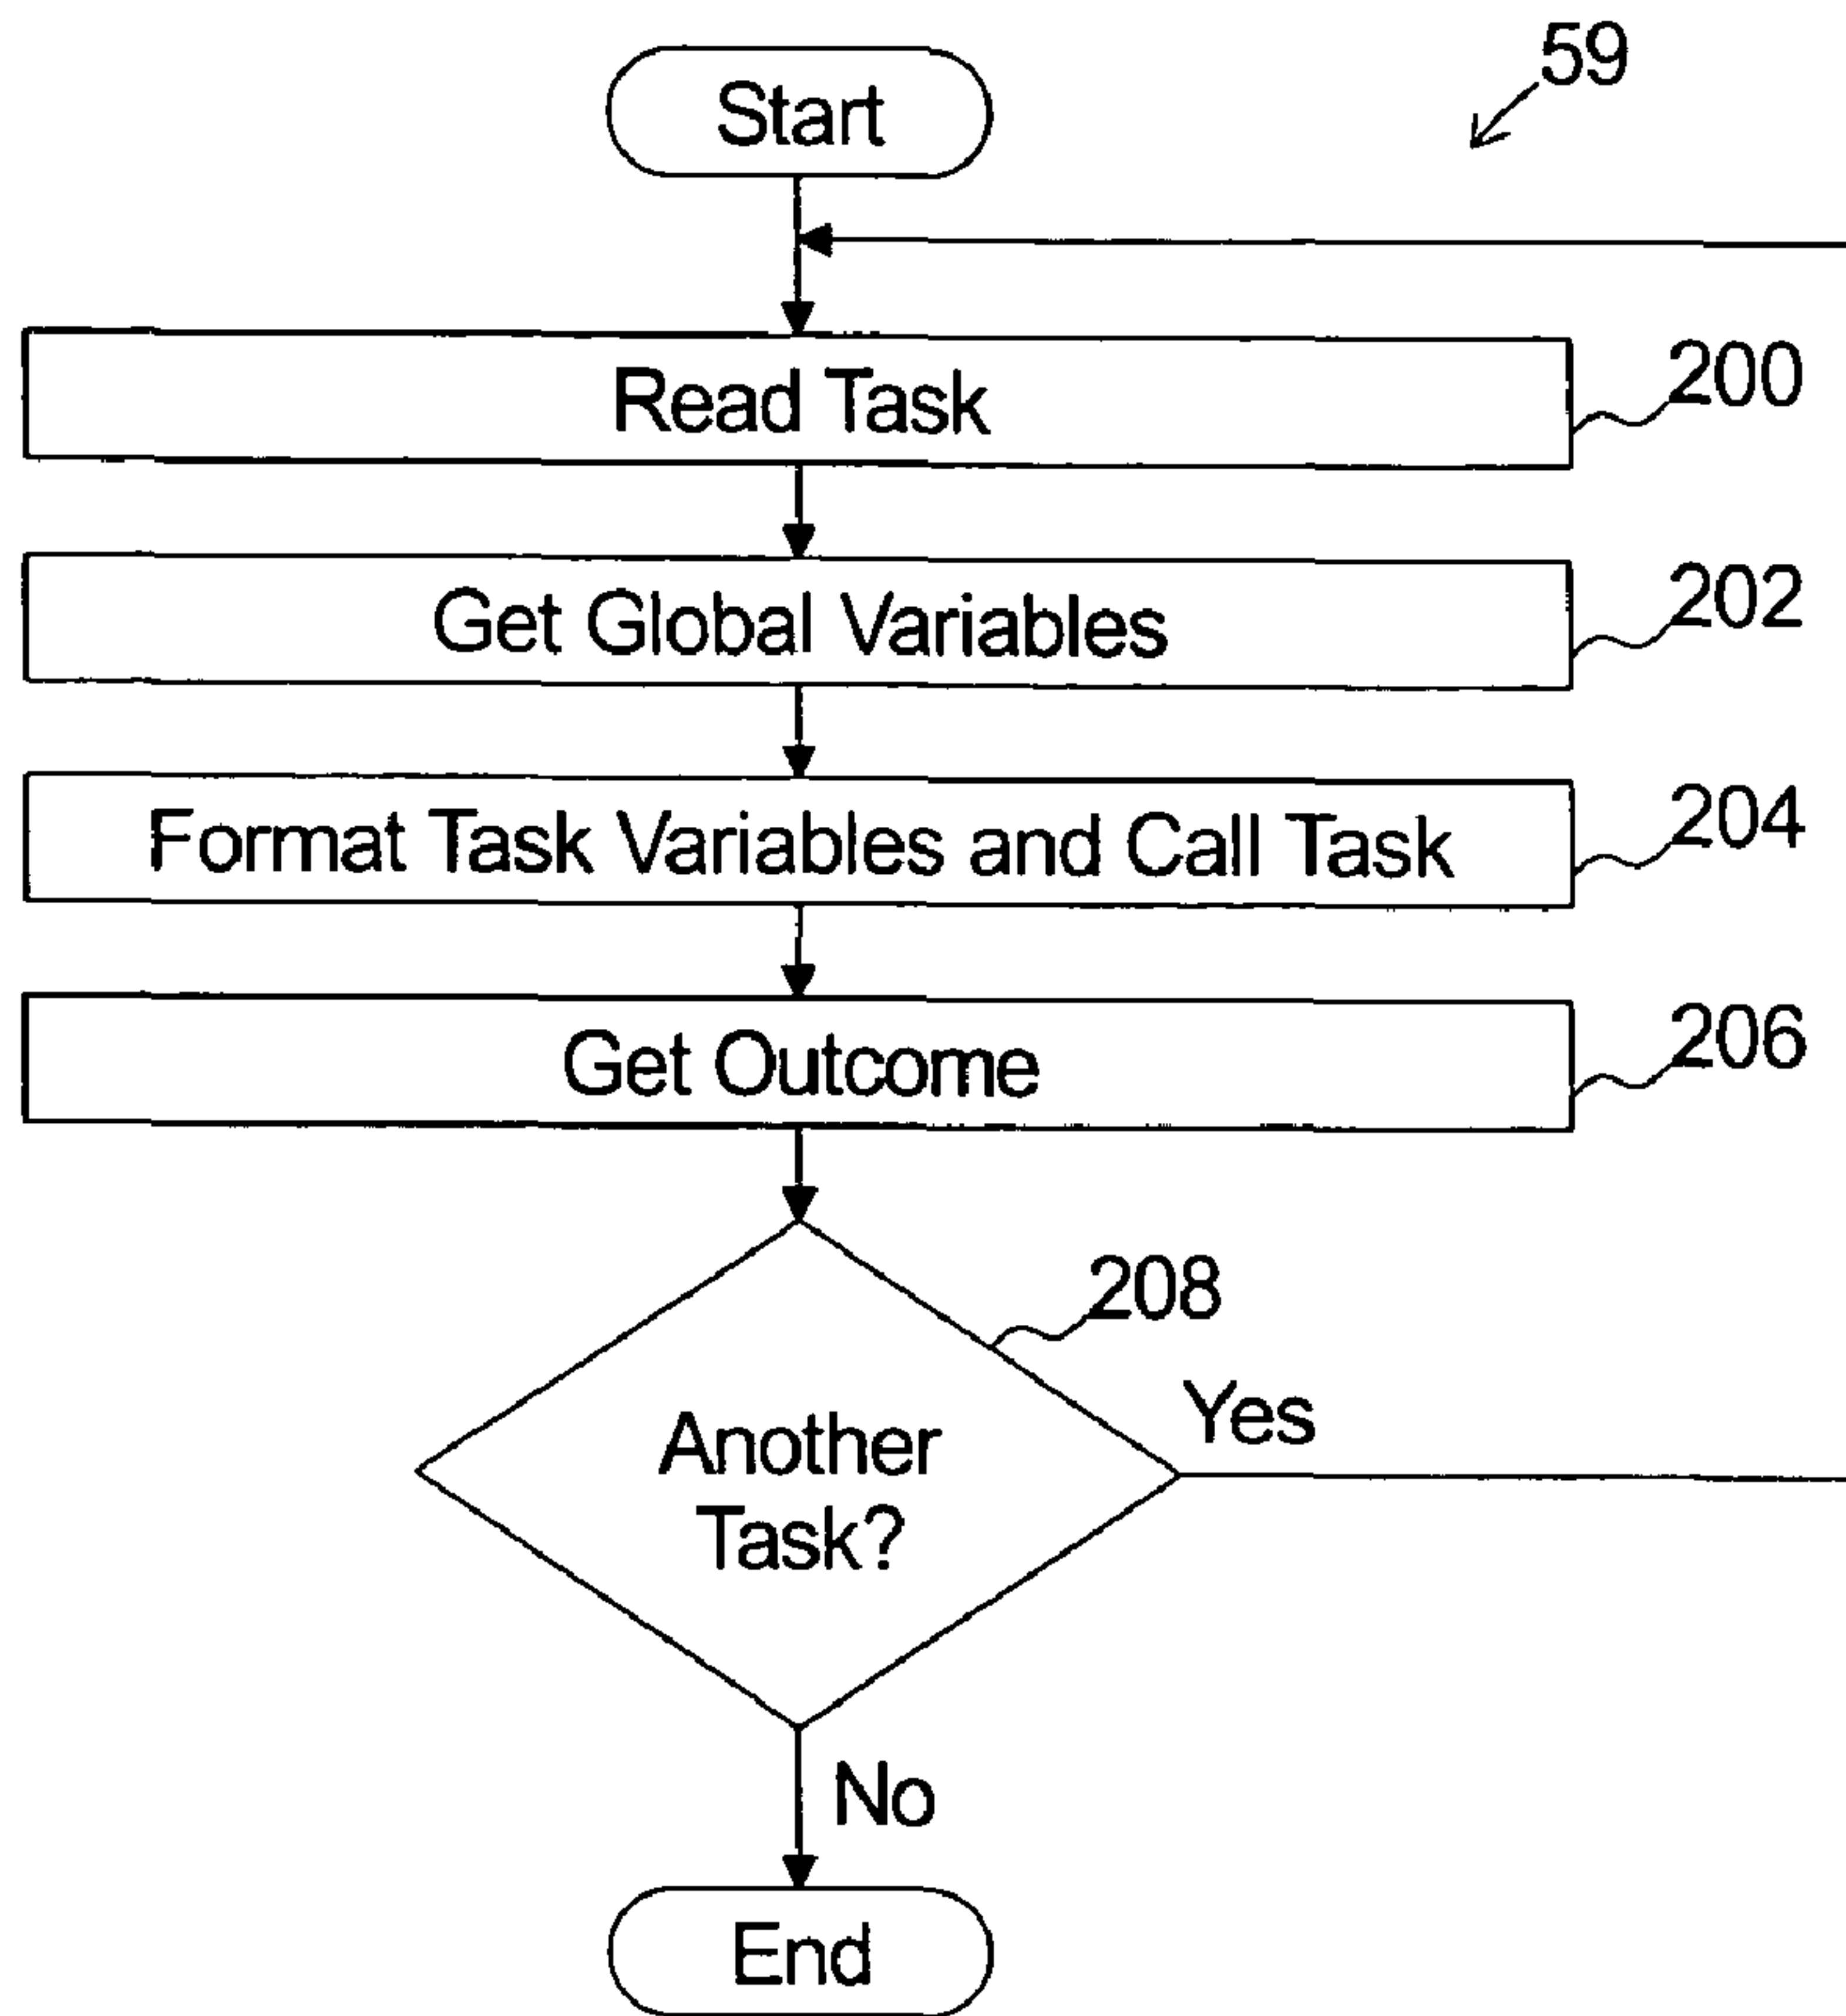 59
Start
Read Task
200
Get Global Variables
202
Format Task Variables and Call Task
204
Get Outcome
206
208
Another
Task?
Yes
No
End